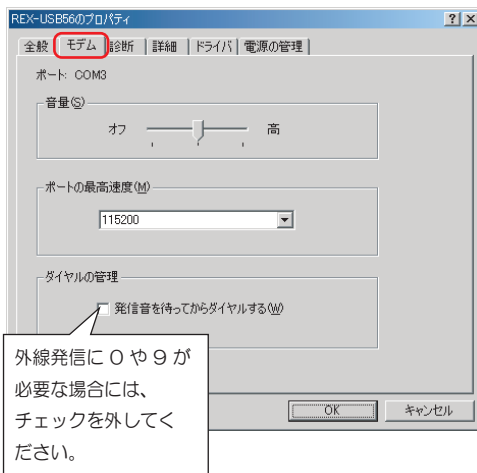 REX-USB56のプロパティ
全般 モデム 診断 詳細 ドライバ 電源の管理
ポート: COM3
音量(S)
オフ 高
ポートの最高速度(M)
115200
ダイヤルの管理
発信音を待ってからダイヤルする(W)
外線発信に 0 や 9 が
必要な場合には、
チェックを外してく
ださい。
OK キャンセル